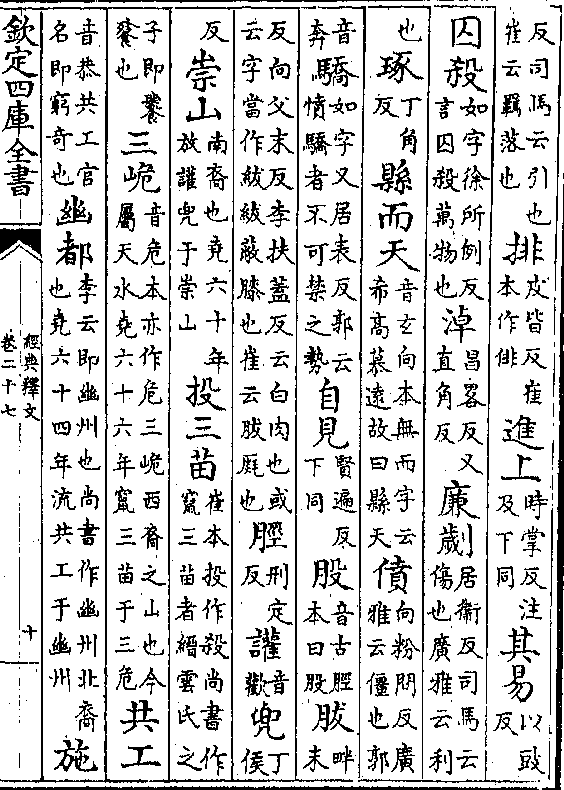 反司馬云引也崔云羈落也排皮皆反崔本作俳進上時掌反注及下同其易以豉反
囚殺如字徐所例反言囚殺萬物也淖昌畧反又直角反廉劌居衞反司馬云傷也廣雅云利
也琢丁角反縣而天音玄向本無而字云希高慕遠故曰縣天僨向粉問反廣雅云僵也郭
音奔驕如字又居表反郭云憤驕者不可禁之勢自見賢遍反下同股音古脛本曰股胈畔末
反向父末反李扶蓋反云白肉也或云字當作紱紱蔽膝也崔云胈厖也脛刑定反讙音歡兜丁侯
反崇山南裔也堯六十年放讙兜于崇山投三苗崔本投作殺尚書作竄三苗者縉雲氏之
子即饕餮也三峗音危本亦作危三峗西裔之山也今屬天水堯六十六年竄三苗于三危共工
音恭共工官名即窮奇也幽都李云即幽州也尚書作幽州北裔也堯六十四年流共工于幽州施
欽定四庫全書
經典釋文
卷二十七
十